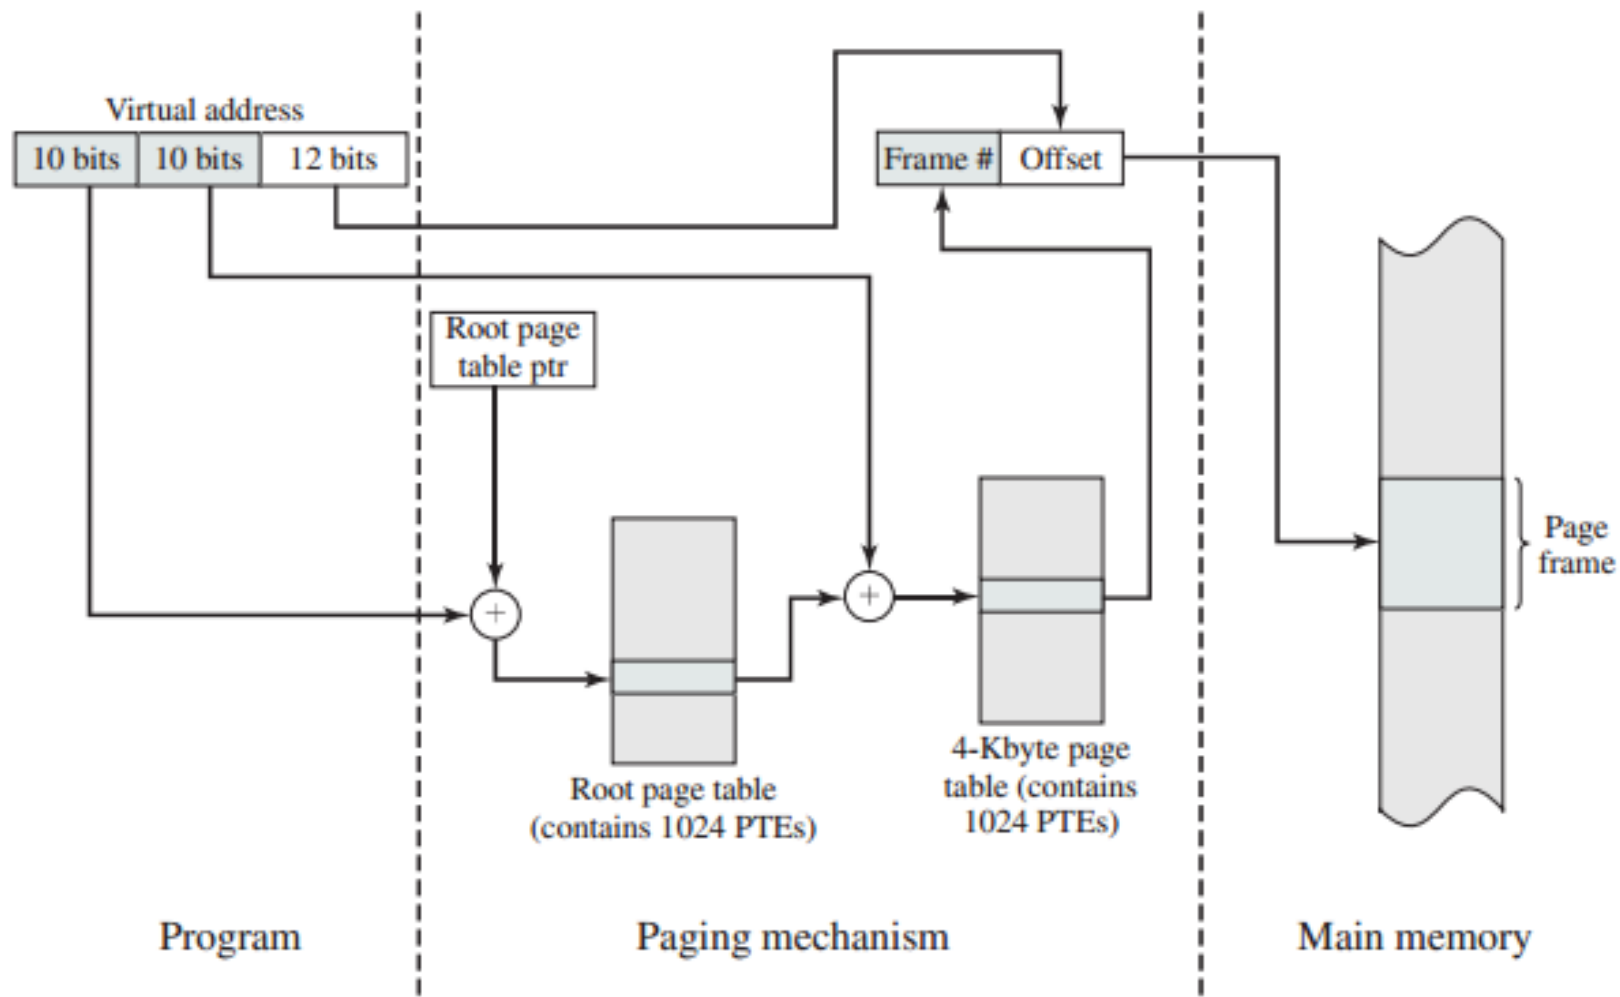 Virtual address
10 bits 10 bits 12 bits
Frame # Offset
Root page
table ptr
+
+
Root page table
(contains 1024 PTEs)
4-Kbyte page
table (contains
1024 PTEs)
Page
frame
Program
Paging mechanism
Main memory